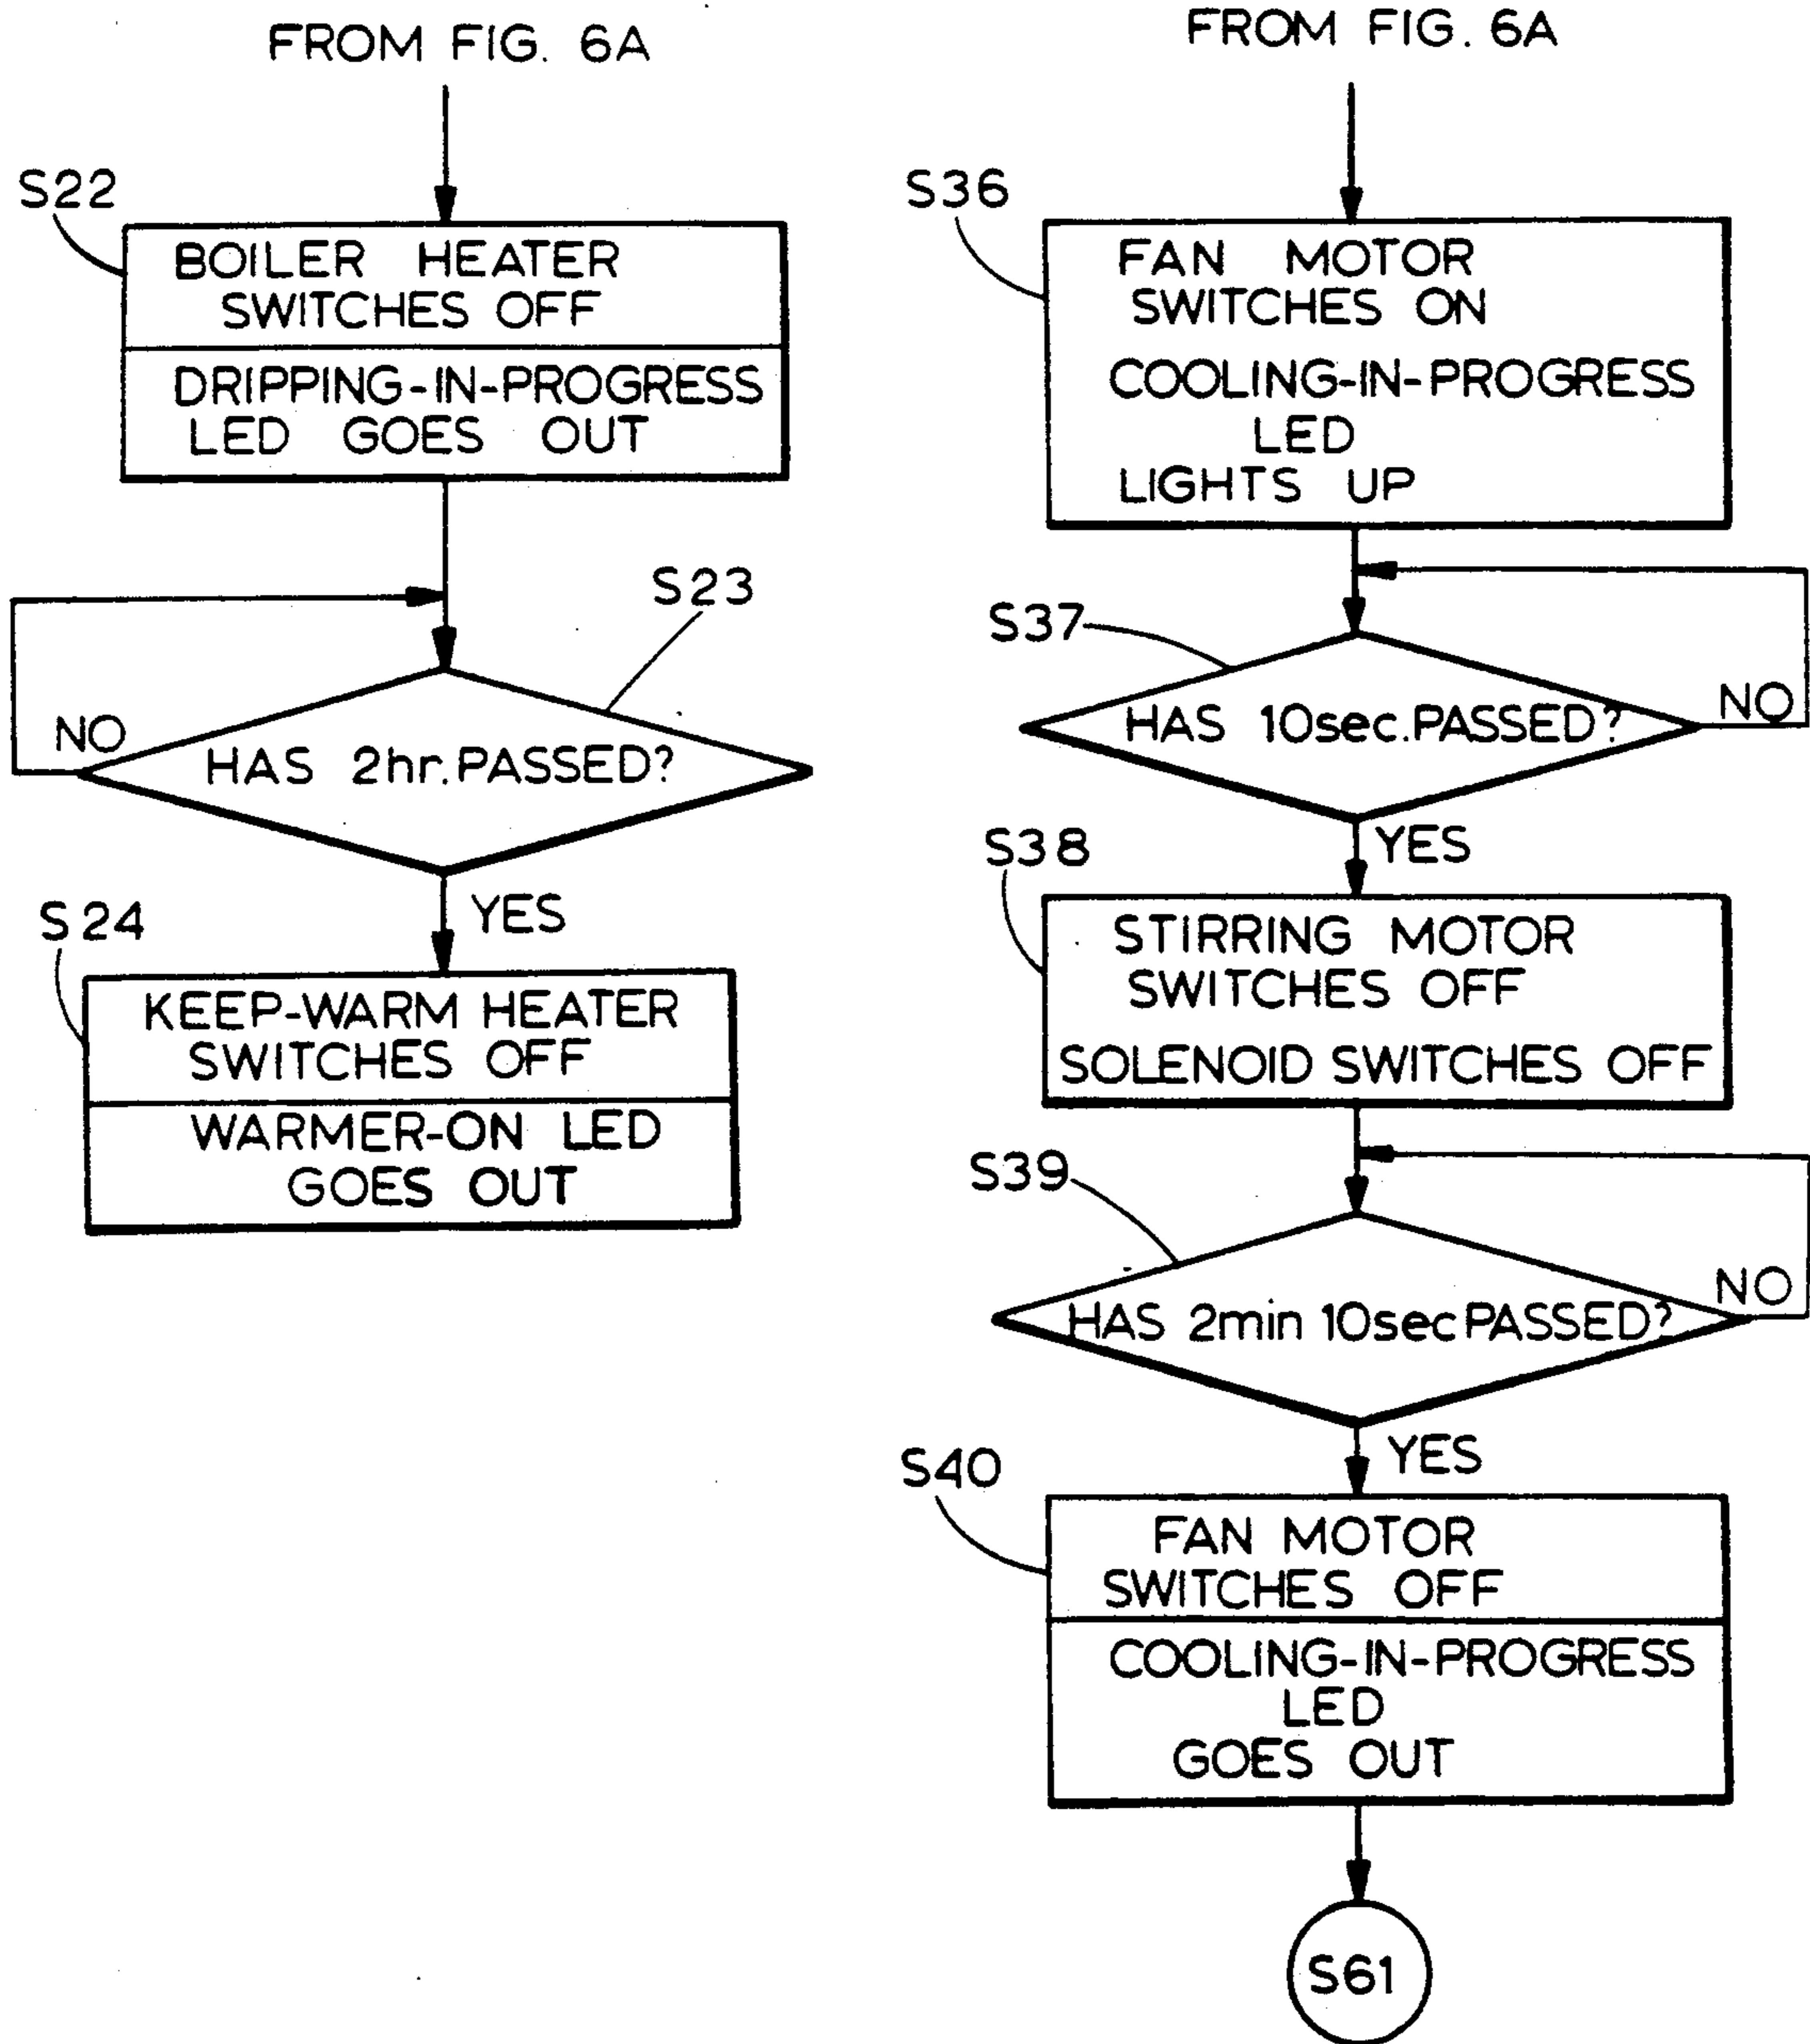 FROM FIG. 6A
S22
BOILER HEATER
SWITCHES OFF
DRIPPING-IN-PROGRESS
LED GOES OUT
S23
NO
HAS 2hr. PASSED?
YES
S24
KEEP-WARM HEATER
SWITCHES OFF
WARMER-ON LED
GOES OUT
FROM FIG. 6A
S36
FAN MOTOR
SWITCHES ON
COOLING-IN-PROGRESS
LED
LIGHTS UP
S37
HAS 10sec. PASSED?
NO
YES
S38
STIRRING MOTOR
SWITCHES OFF
SOLENOID SWITCHES OFF
S39
HAS 2min 10sec PASSED?
NO
YES
S40
FAN MOTOR
SWITCHES OFF
COOLING-IN-PROGRESS
LED
GOES OUT
S61